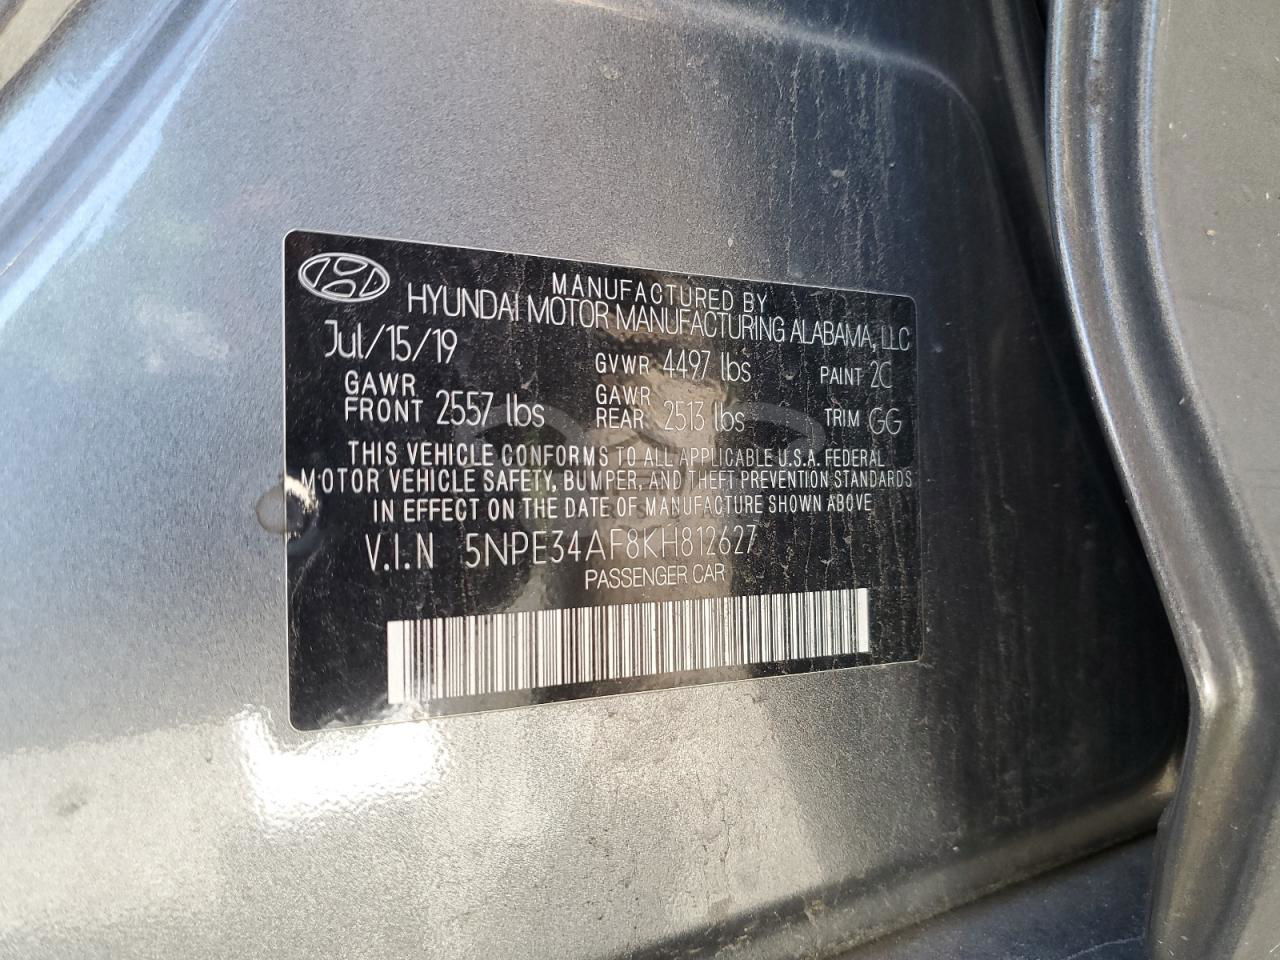 MANUFACTURED BY
HYUNDAI MOTOR MANUFACTURING ALABAMA, LLC
Jul/15/19 GVWR 4497 lbs PAINT 2C
GAWR FRONT 2557 lbs GAWR REAR 2513 lbs TRIM GG
THIS VEHICLE CONFORMS TO ALL APPLICABLE U.S.A. FEDERAL
MOTOR VEHICLE SAFETY, BUMPER, AND THEFT PREVENTION STANDARDS
IN EFFECT ON THE DATE OF MANUFACTURE SHOWN ABOVE
V.I.N 5NPE34AF8KH812627
PASSENGER CAR